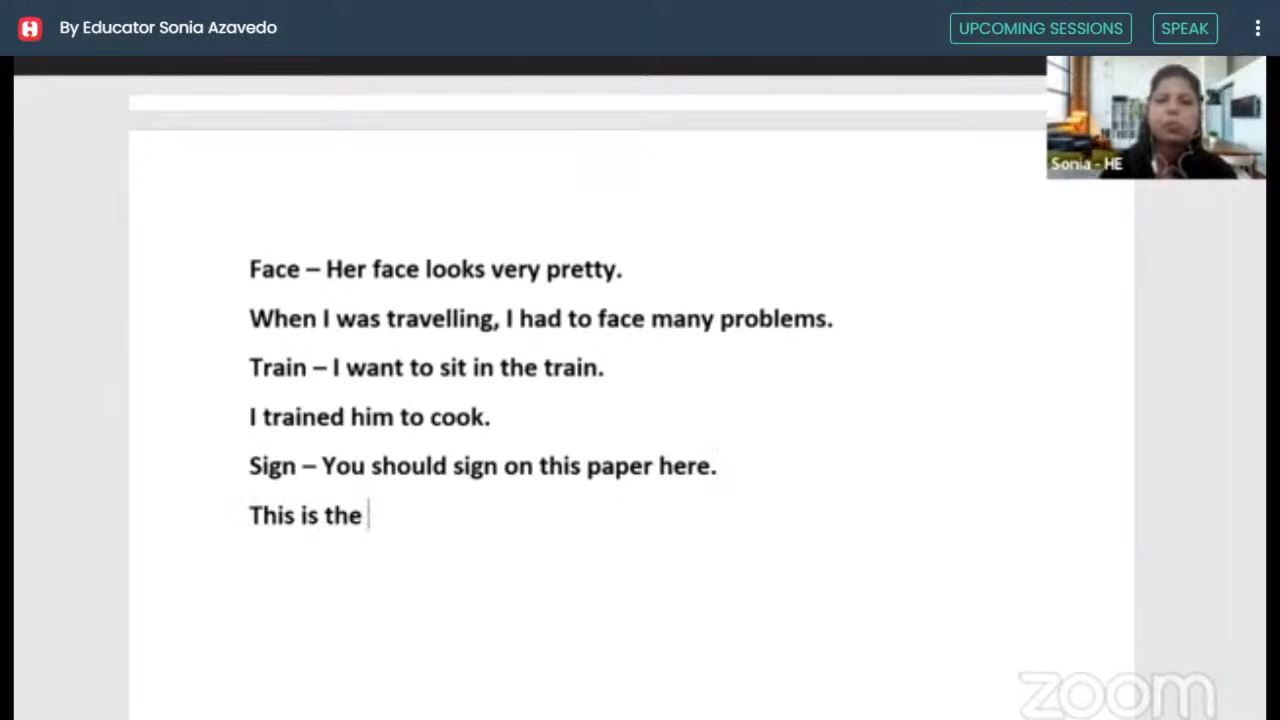 By Educator Sonia Azavedo
UPCOMING SESSIONS
SPEAK
Sonia - HE
Face – Her face looks very pretty.
When I was travelling, I had to face many problems.
Train – I want to sit in the train.
I trained him to cook.
Sign – You should sign on this paper here.
This is the
zoom